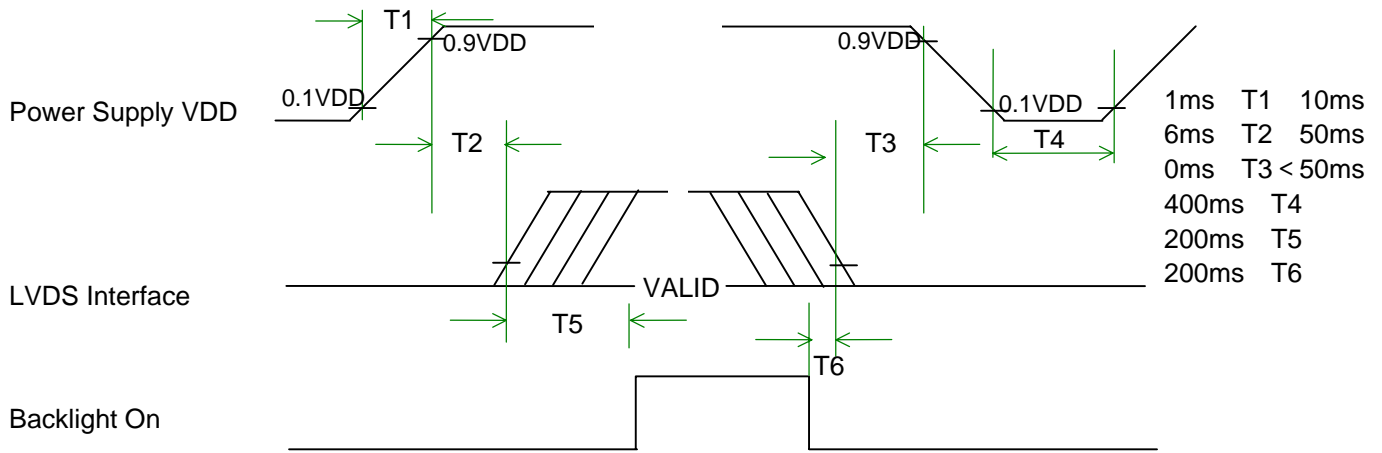 T1
0.9VDD
0.9VDD
Power Supply VDD
0.1VDD
0.1VDD
T2
T3
T4
1ms T1 10ms
6ms T2 50ms
0ms T3 < 50ms
400ms T4
200ms T5
200ms T6
LVDS Interface
VALID
T5
T6
Backlight On